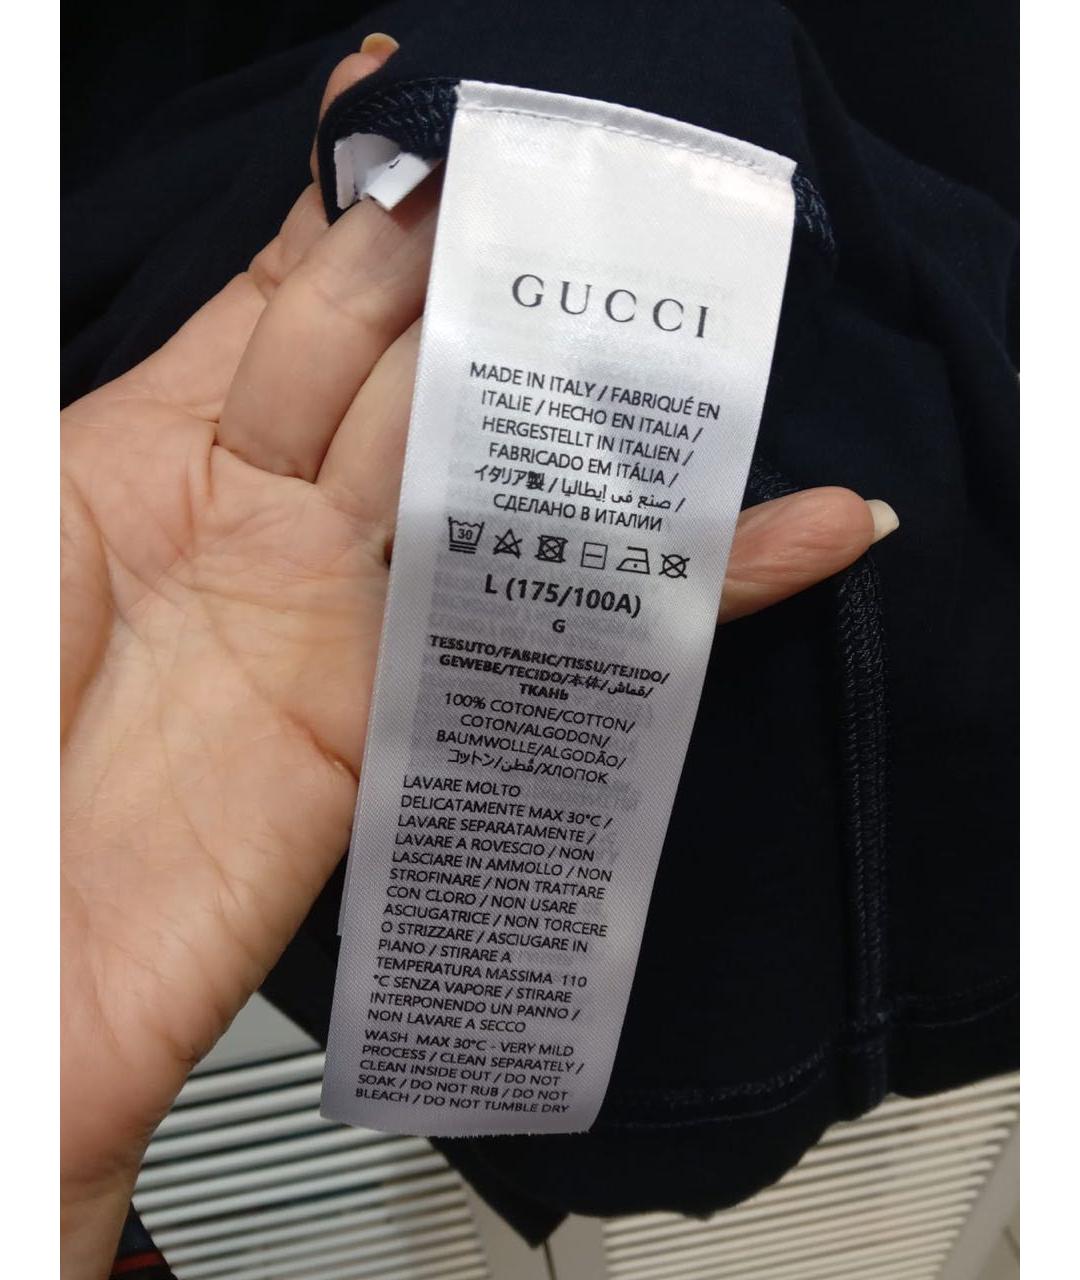 GUCCI
MADE IN ITALY / FABRIQUÉ EN
ITALIE / HECHO EN ITALIA /
HERGESTELLT IN ITALIEN /
FABRICADO EM ITÁLIA /
イタリア製 / صنع في إيطاليا /
СДЕЛАНО В ИТАЛИИ
30
L (175/100A)
G
TESSUTO/FABRIC/TISSU/TEJIDO/
GEWEBE/TECIDO/本体/قماش/
ТКАНЬ
100% COTONE/COTTON/
COTON/ALGODON/
BAUMWOLLE/ALGODÃO/
コットン/قُطن/ХЛОПОК
LAVARE MOLTO
DELICATAMENTE MAX 30°C /
LAVARE SEPARATAMENTE /
LAVARE A ROVESCIO / NON
LASCIARE IN AMMOLLO / NON
STROFINARE / NON TRATTARE
CON CLORO / NON USARE
ASCIUGATRICE / NON TORCERE
O STRIZZARE / ASCIUGARE IN
PIANO / STIRARE A
TEMPERATURA MASSIMA 110
°C SENZA VAPORE / STIRARE
INTERPONENDO UN PANNO /
NON LAVARE A SECCO
WASH MAX 30°C - VERY MILD
PROCESS / CLEAN SEPARATELY /
CLEAN INSIDE OUT / DO NOT
SOAK / DO NOT RUB / DO NOT
BLEACH / DO NOT TUMBLE DRY